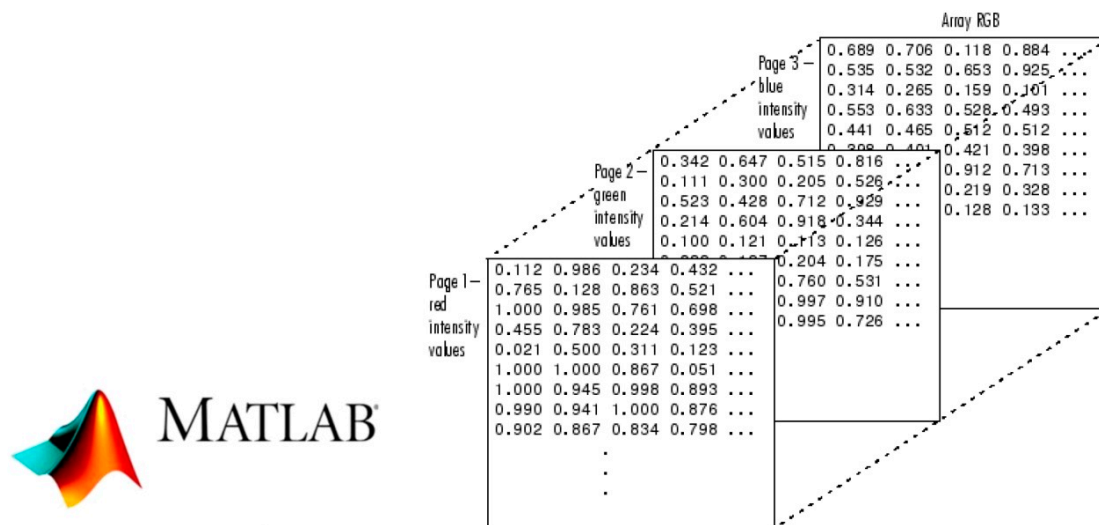 Array RGB
Page 3 –
blue
intensity
values
0.689 0.706 0.118 0.884 ...
0.535 0.532 0.653 0.925 ...
0.314 0.265 0.159 0.101 ...
0.553 0.633 0.528 0.493 ...
0.441 0.465 0.512 0.512 ...
0.398 0.401 0.421 0.398 ...
0.912 0.713 ...
0.219 0.328 ...
0.128 0.133 ...
Page 2 –
green
intensity
values
0.342 0.647 0.515 0.816 ...
0.111 0.300 0.205 0.526 ...
0.523 0.428 0.712 0.929 ...
0.214 0.604 0.918 0.344 ...
0.100 0.121 0.113 0.126 ...
0.204 0.175 ...
0.760 0.531 ...
0.997 0.910 ...
0.995 0.726 ...
Page 1 –
red
intensity
values
0.112 0.986 0.234 0.432 ...
0.765 0.128 0.863 0.521 ...
1.000 0.985 0.761 0.698 ...
0.455 0.783 0.224 0.395 ...
0.021 0.500 0.311 0.123 ...
1.000 1.000 0.867 0.051 ...
1.000 0.945 0.998 0.893 ...
0.990 0.941 1.000 0.876 ...
0.902 0.867 0.834 0.798 ...
.
.
.
MATLAB®